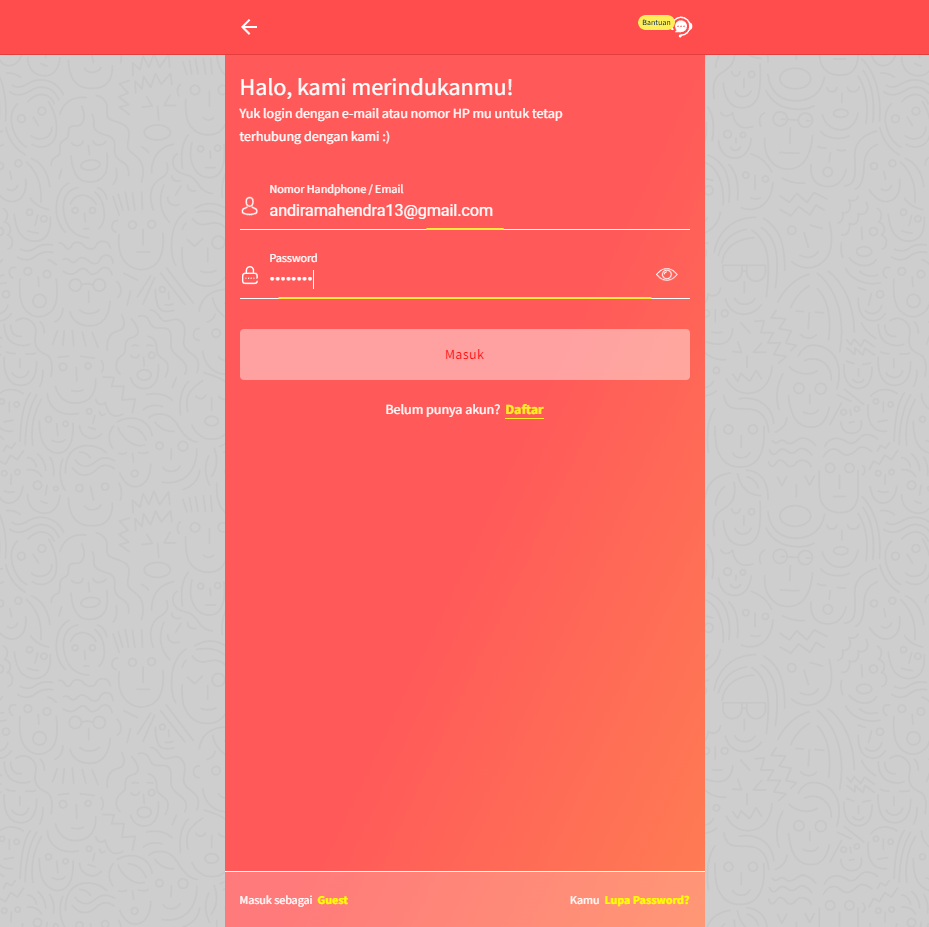 Bantuan
Halo, kami merindukanmu!
Yuk login dengan e-mail atau nomor HP mu untuk tetap
terhubung dengan kami :)
Nomor Handphone / Email
andiramahendra13@gmail.com
Password
••••••••
Masuk
Belum punya akun? Daftar
Masuk sebagai Guest
Kamu Lupa Password?